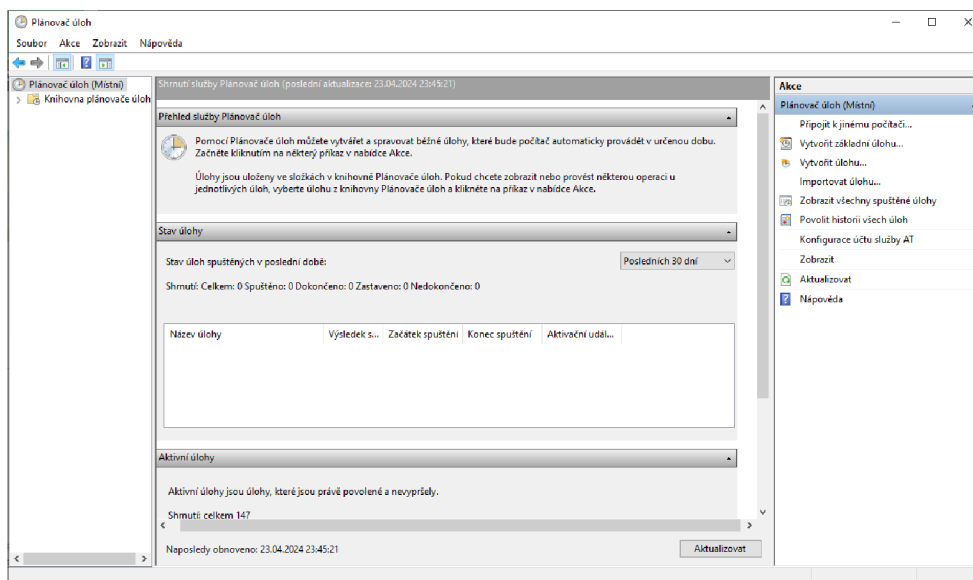 Plánovač úloh
Soubor Akce Zobrazit Nápověda
Plánovač úloh (Místní)
Knihovna plánovače úloh
Shrnutí služby Plánovač úloh (poslední aktualizace: 23.04.2024 23:45:21)
Přehled služby Plánovač úloh
Pomocí Plánovače úloh můžete vytvářet a spravovat běžné úlohy, které bude počítač automaticky provádět v určenou dobu.
Začněte kliknutím na některý příkaz v nabídce Akce.
Úlohy jsou uloženy ve složkách v knihovně Plánovače úloh. Pokud chcete zobrazit nebo provést některou operaci u
jednotlivých úloh, vyberte úlohu z knihovny Plánovače úloh a klikněte na příkaz v nabídce Akce.
Stav úlohy
Stav úloh spuštěných v poslední době:
Posledních 30 dní
Shrnutí: Celkem: 0 Spuštěno: 0 Dokončeno: 0 Zastaveno: 0 Nedokončeno: 0
Název úlohy Výsledek s... Začátek spuštění Konec spuštění Aktivační udál...
Aktivní úlohy
Aktivní úlohy jsou úlohy, které jsou právě povolené a nevypršely.
Shrnutí: celkem 147
Naposledy obnoveno: 23.04.2024 23:45:21
Aktualizovat
Akce
Plánovač úloh (Místní)
Připojit k jinému počítači...
Vytvořit základní úlohu...
Vytvořit úlohu...
Importovat úlohu...
Zobrazit všechny spuštěné úlohy
Povolit historii všech úloh
Konfigurace účtu služby AT
Zobrazit
Aktualizovat
Nápověda